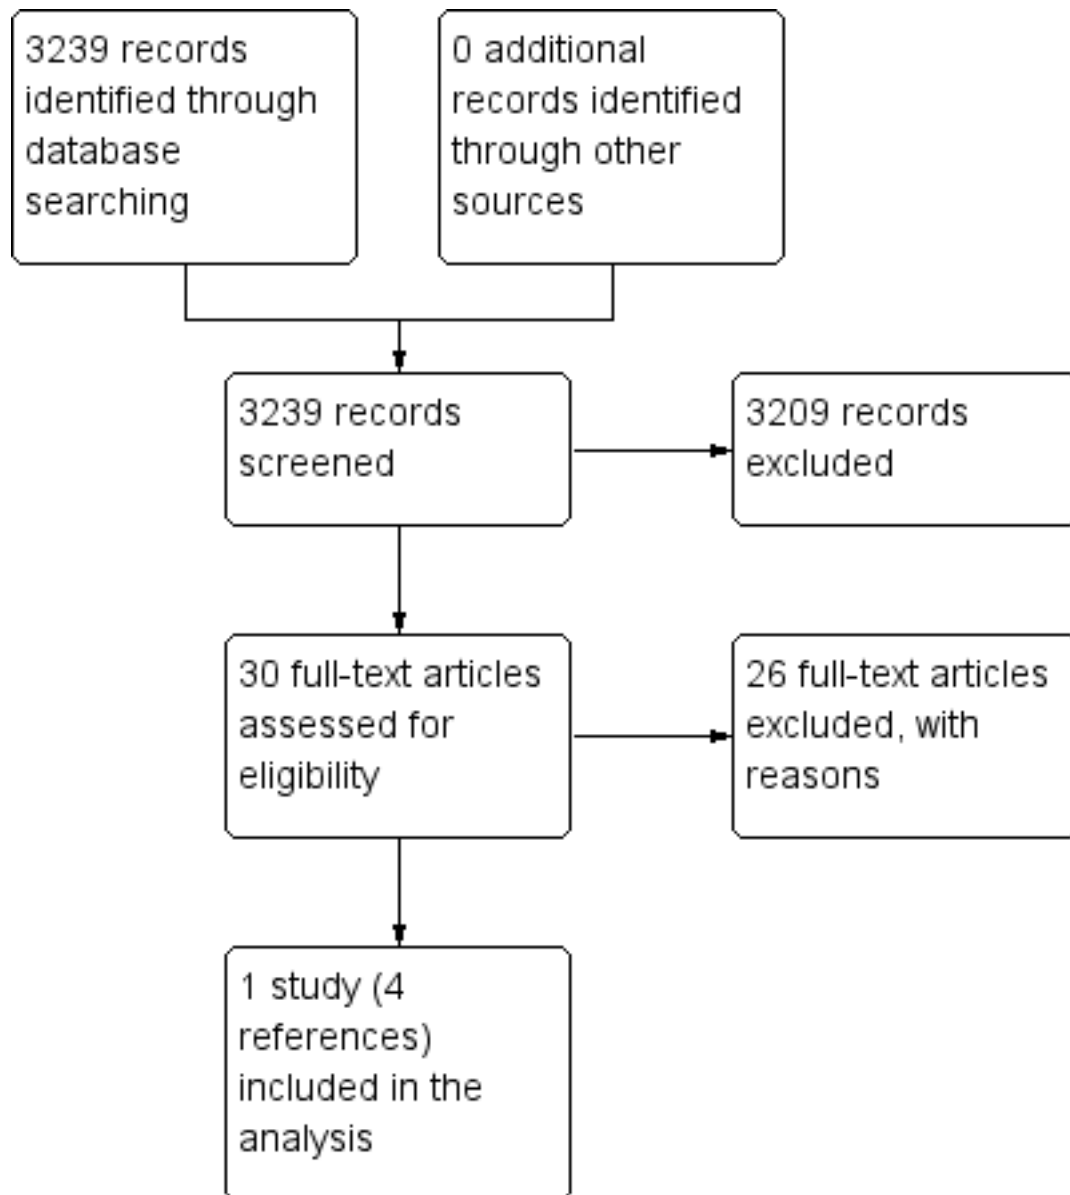 3239 records
identified through
database
searching
0 additional
records identified
through other
sources
3239 records
screened
3209 records
excluded
30 full-text articles
assessed for
eligibility
26 full-text articles
excluded, with
reasons
1 study (4
references)
included in the
analysis